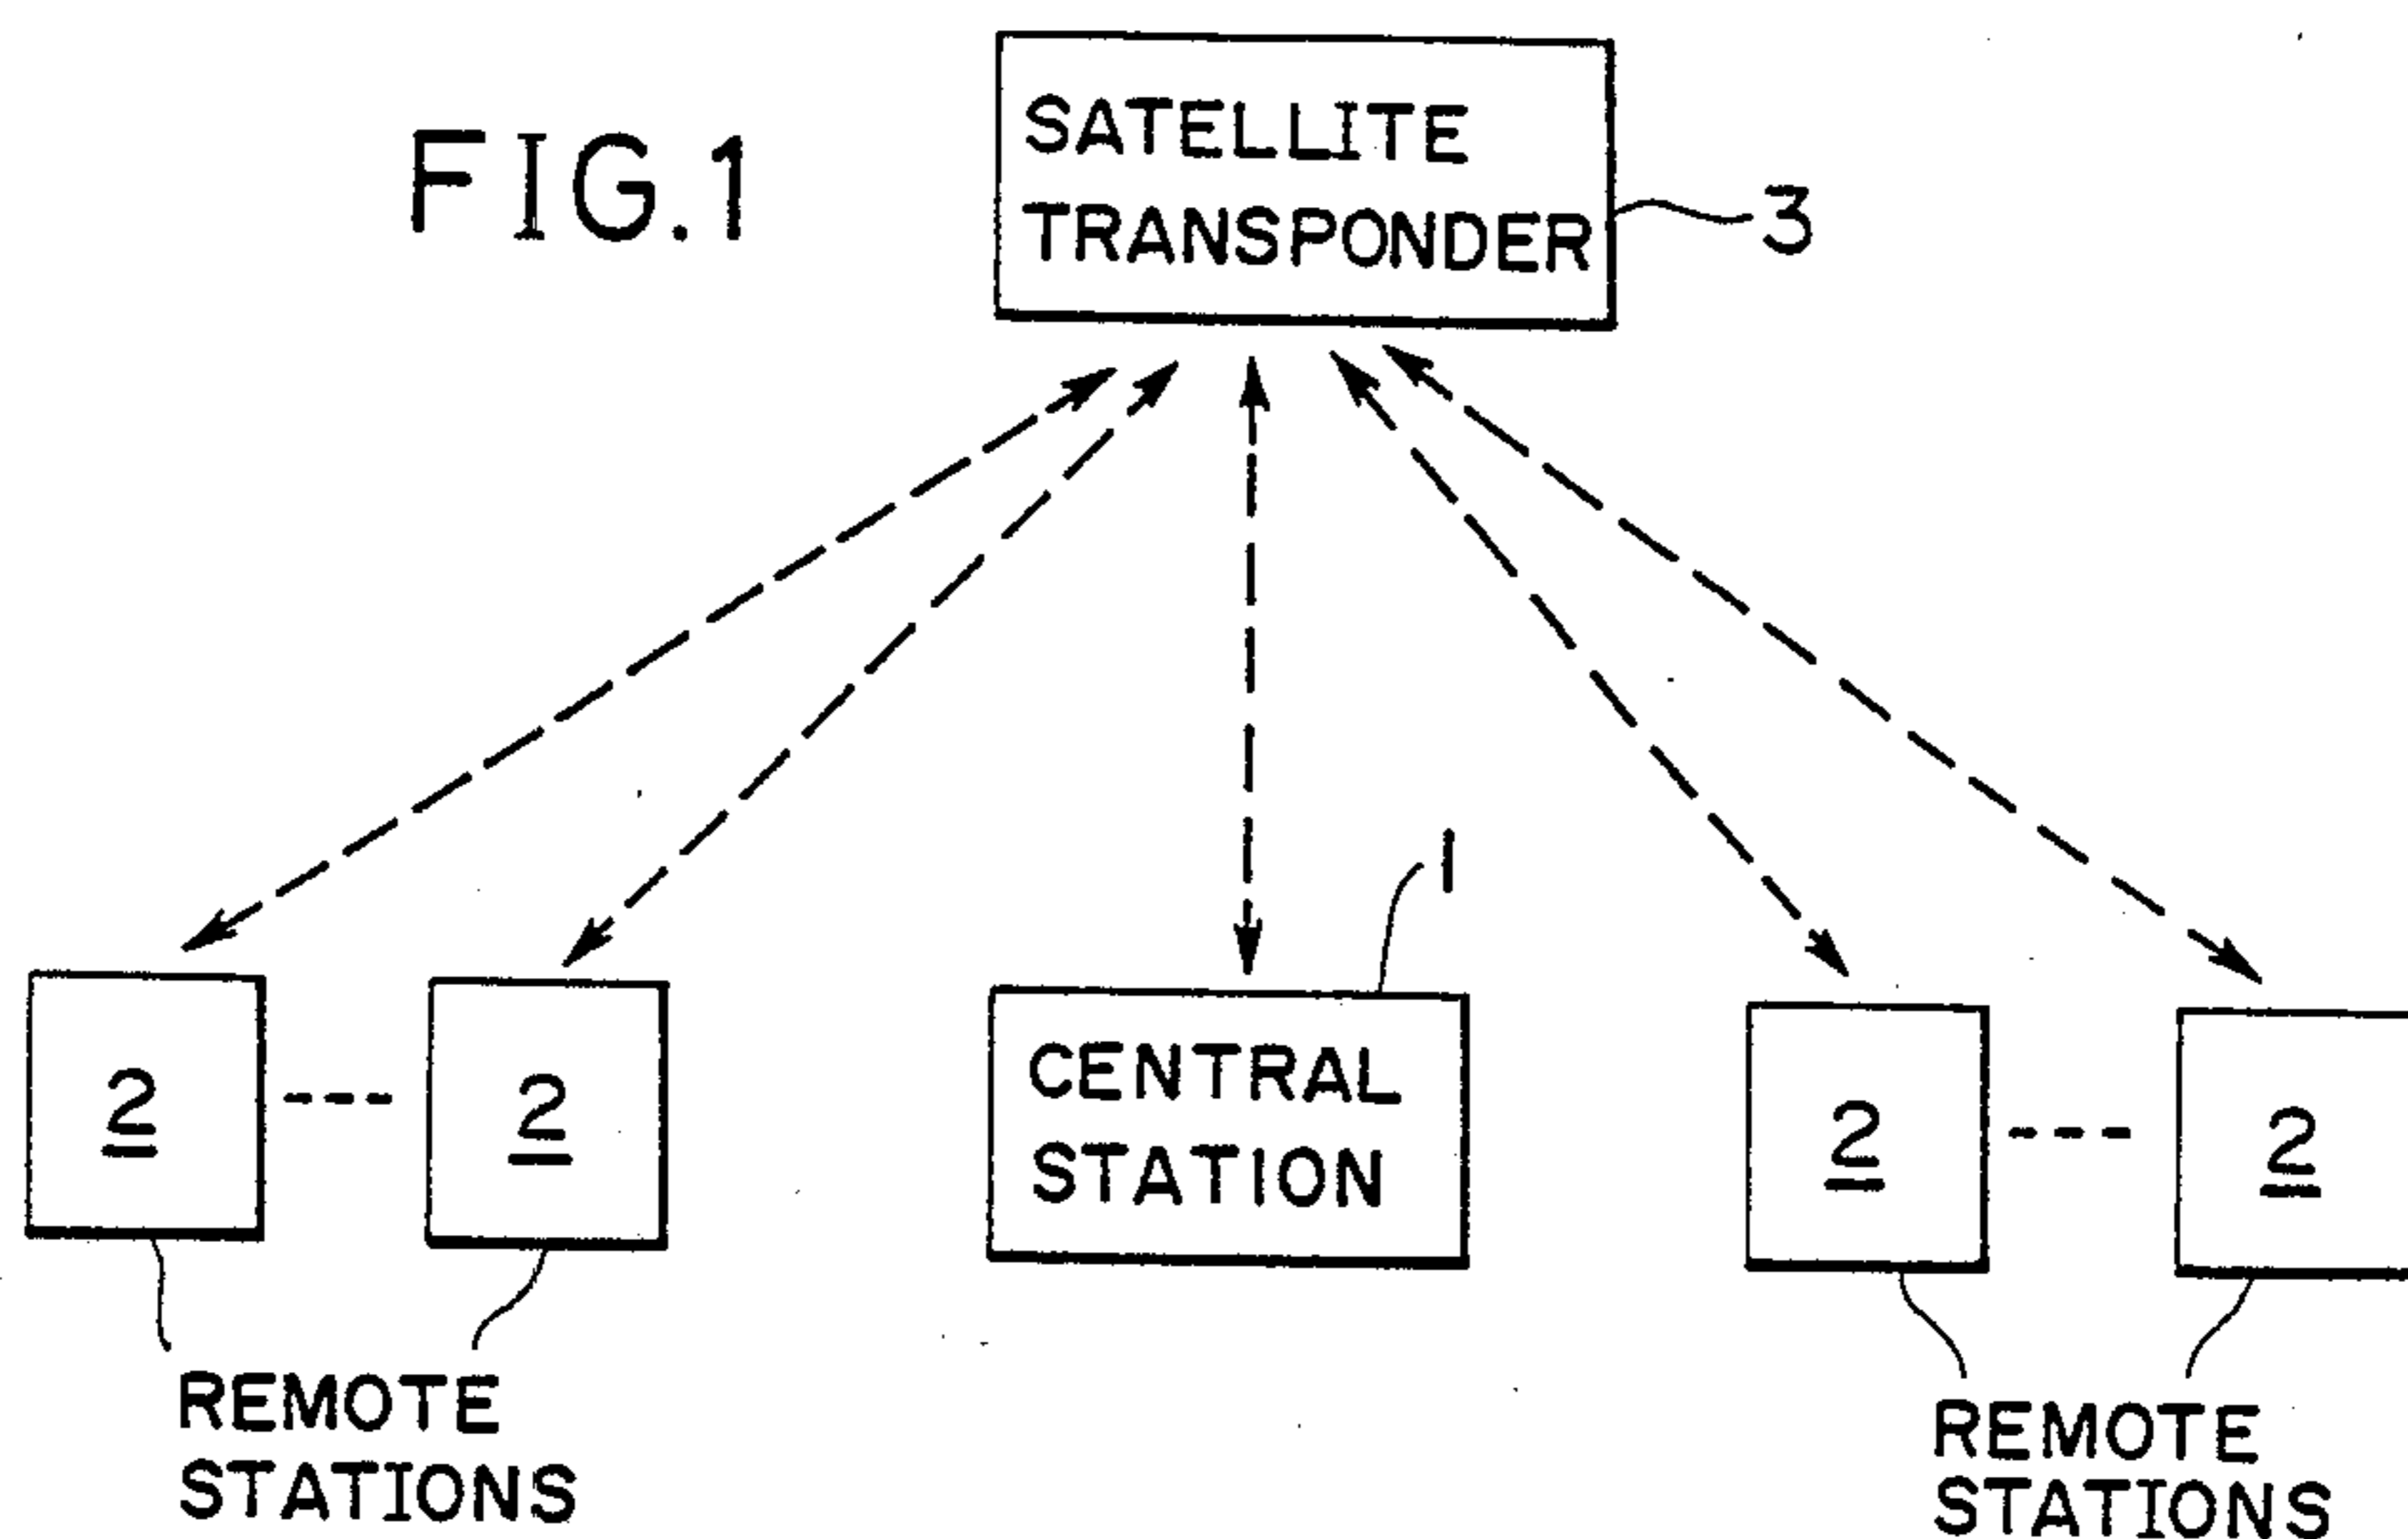 FIG.1
SATELLITE
TRANSPONDER
3
1
2
2
CENTRAL
STATION
2
2
REMOTE
STATIONS
REMOTE
STATIONS